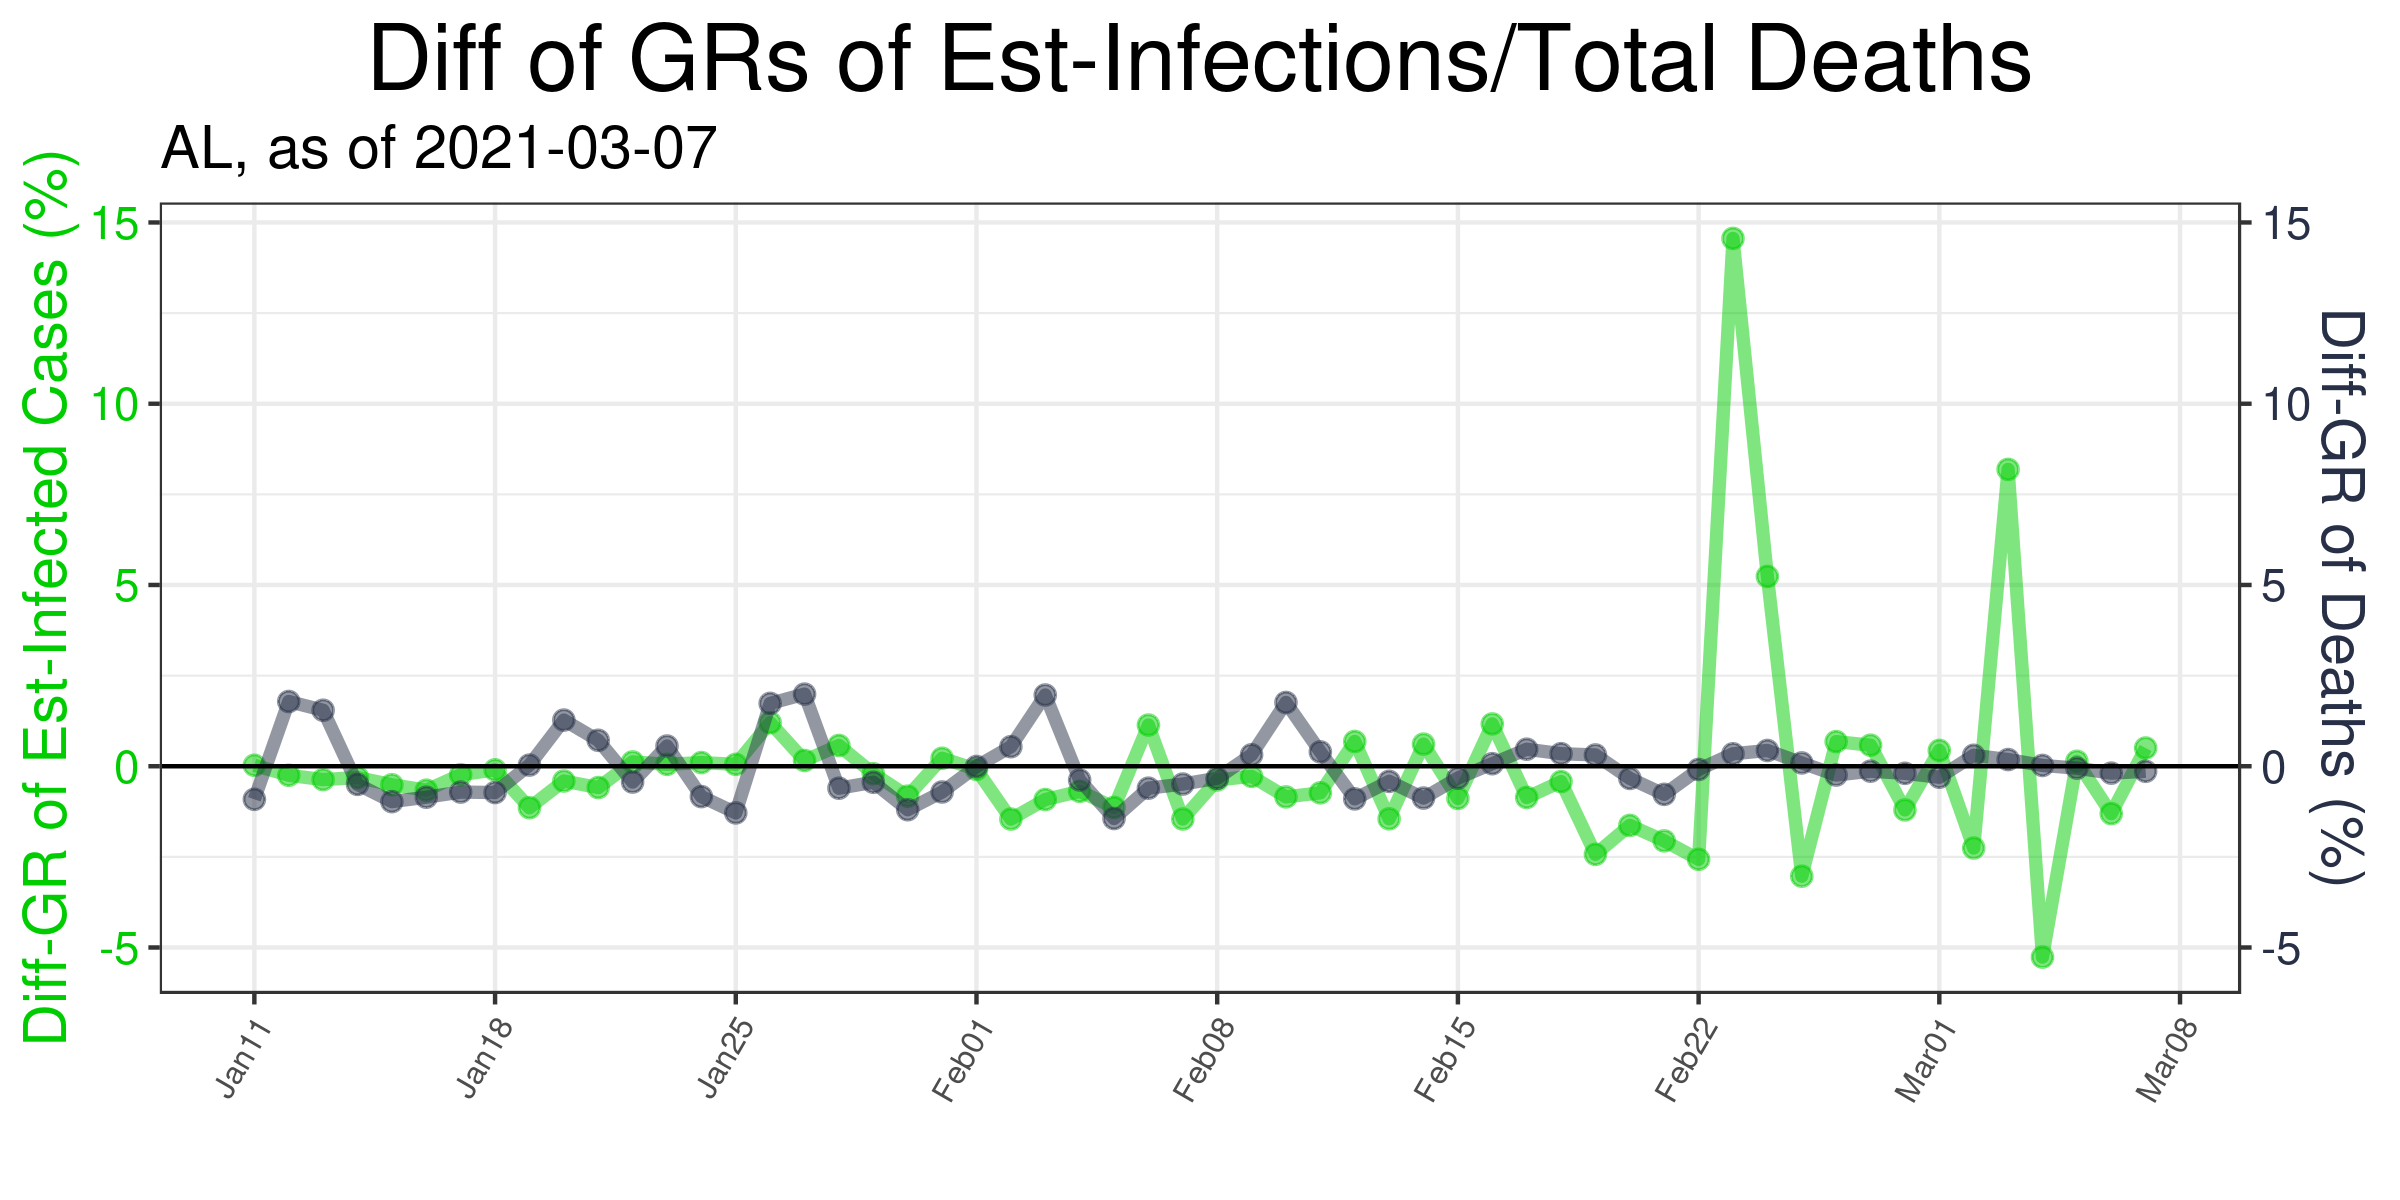 Diff of GRs of Est-Infections/Total Deaths
AL, as of 2021-03-07
Diff-GR of Est-Infected Cases (%)
15
10
5
0
-5
15
10
5
0
-5
Diff-GR of Deaths (%)
Jan11
Jan18
Jan25
Feb01
Feb08
Feb15
Feb22
Mar01
Mar08